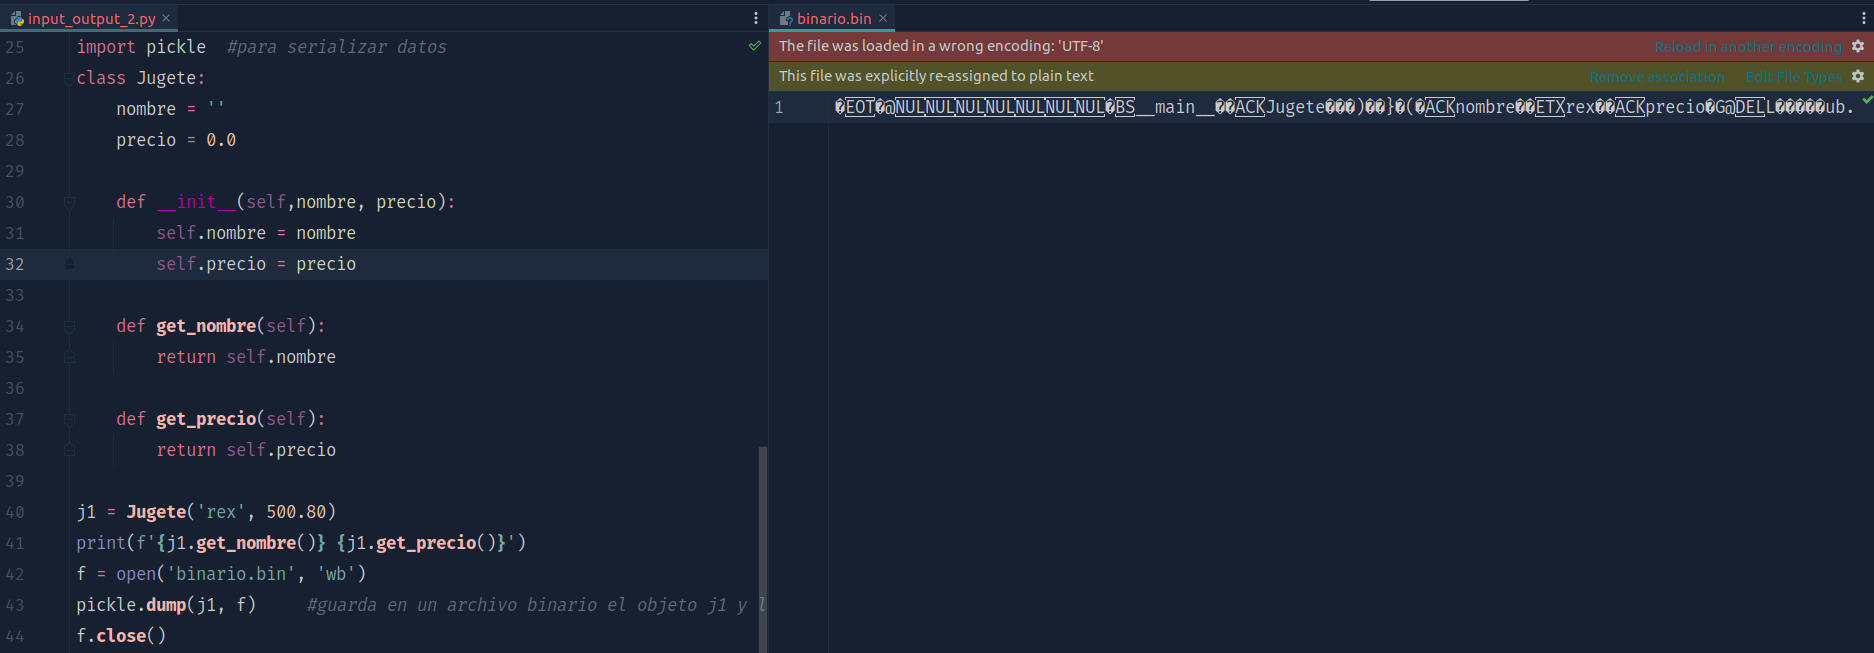 input_output_2.py
25 import pickle #para serializar datos
26 class Jugete:
27 nombre = ''
28 precio = 0.0
29
30 def __init__(self,nombre, precio):
31 self.nombre = nombre
32 self.precio = precio
33
34 def get_nombre(self):
35 return self.nombre
36
37 def get_precio(self):
38 return self.precio
39
40 j1 = Jugete('rex', 500.80)
41 print(f'{j1.get_nombre()} {j1.get_precio()}')
42 f = open('binario.bin', 'wb')
43 pickle.dump(j1, f) #guarda en un archivo binario el objeto j1 y l
44 f.close()
binario.bin
The file was loaded in a wrong encoding: 'UTF-8' Reload in another encoding
This file was explicitly re-assigned to plain text Remove association Edit File Types
1 �EOT�@NULNULNULNULNULNULNUL�BS__main__��ACKJugete���)��}�(�ACKnombre��ETXrex��ACKprecio�G@DELL�����ub.